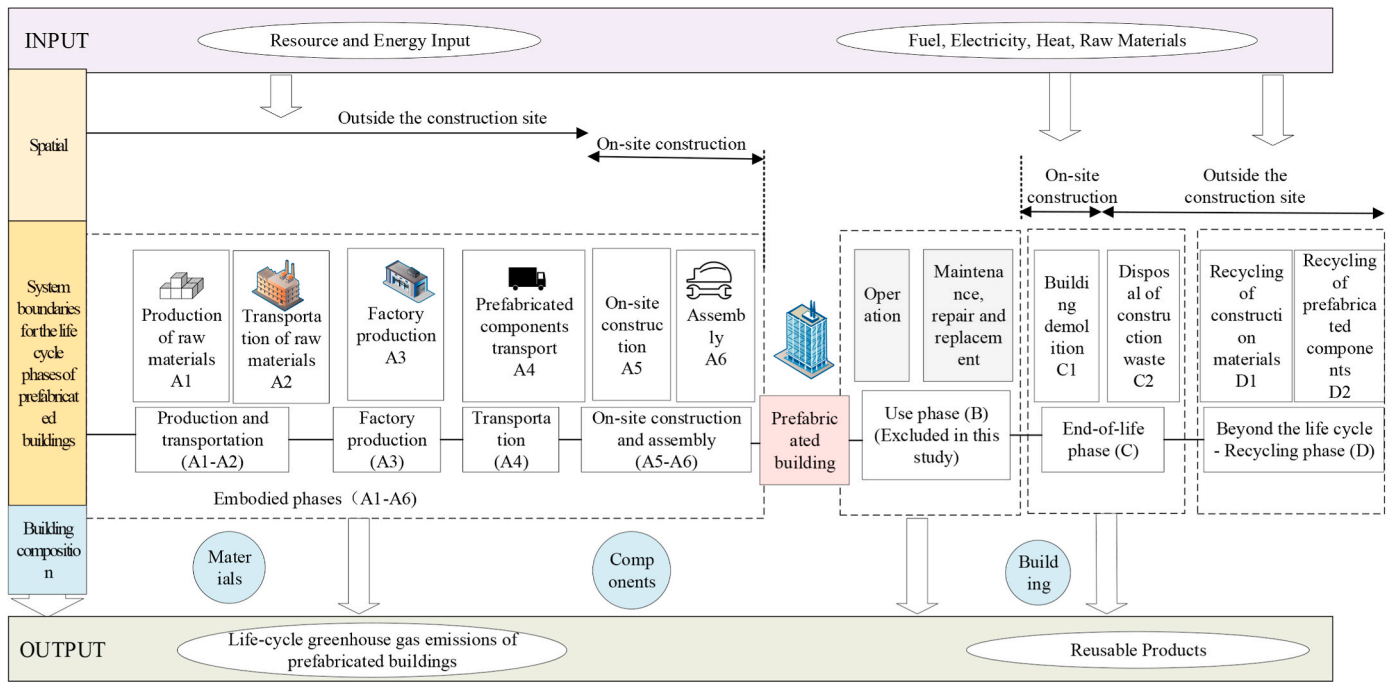 INPUT
Resource and Energy Input
Fuel, Electricity, Heat, Raw Materials
Spatial
Outside the construction site
On-site construction
On-site
construction
Outside the
construction site
System
boundaries
for the life
cycle
phases of
prefabricat
ed
buildings
Production
of raw
materials
A1
Transporta
tion of raw
materials
A2
Factory
production
A3
Prefabricated
components
transport
A4
On-site
constru
ction
A5
Assemb
ly
A6
Oper
ation
Maintena
nce,
repair and
replacem
ent
Buildi
ng
demol
ition
C1
Dispos
al of
constru
ction
waste
C2
Recycling
of
constructi
on
materials
D1
Recycling
of
prefabrica
ted
compone
nts
D2
Production and
transportation
(A1-A2)
Factory
production
(A3)
Transporta
tion
(A4)
On-site construction
and assembly
(A5-A6)
Prefabric
ated
building
Use phase (B)
(Excluded in this
study)
End-of-life
phase (C)
Beyond the life cycle
- Recycling phase (D)
Embodied phases（A1-A6)
Building
compositio
n
Mater
ials
Comp
onents
Build
ing
OUTPUT
Life-cycle greenhouse gas emissions of
prefabricated buildings
Reusable Products